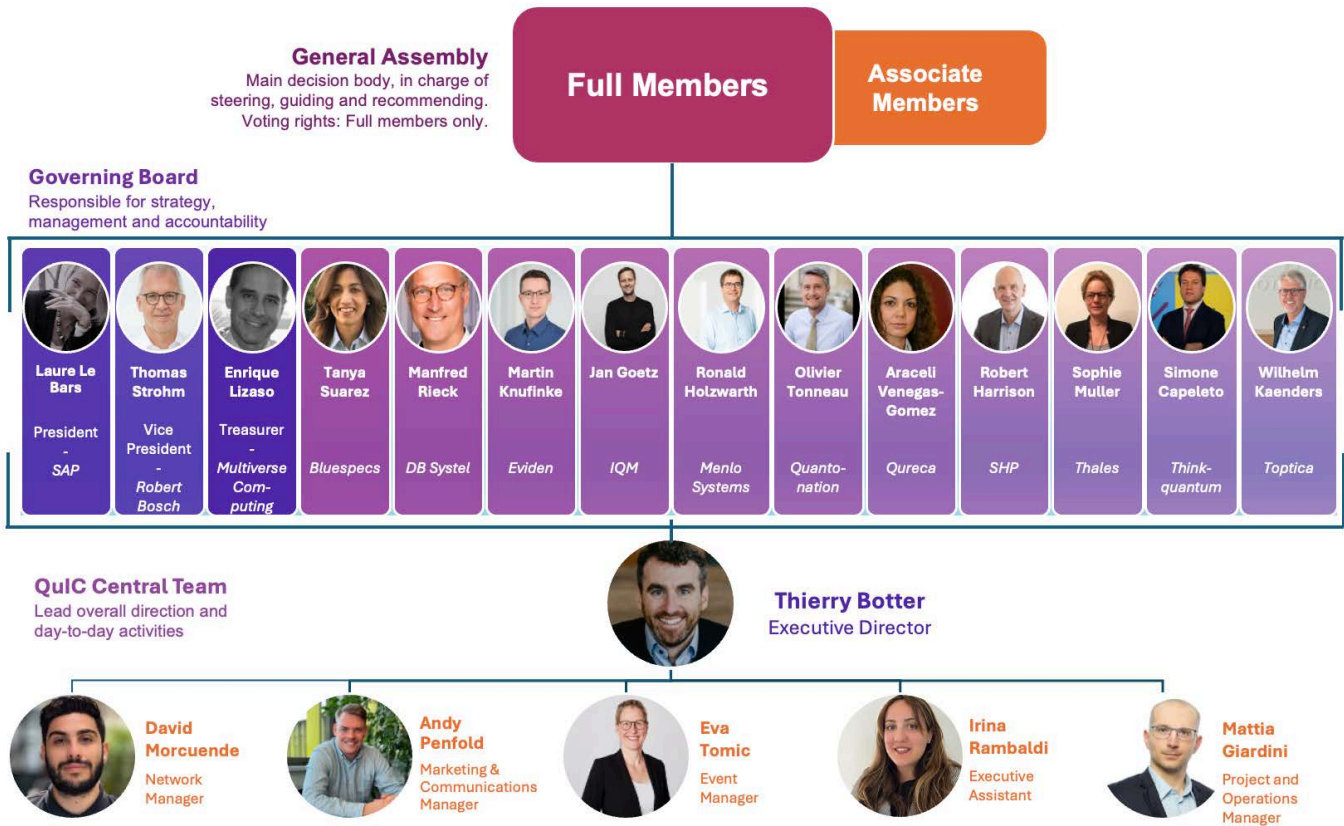 General Assembly
Main decision body, in charge of
steering, guiding and recommending.
Voting rights: Full members only.
Full Members
Associate
Members
Governing Board
Responsible for strategy,
management and accountability
Laure Le
Bars
President
-
SAP
Thomas
Strohm
Vice
President
-
Robert
Bosch
Enrique
Lizaso
Treasurer
-
Multiverse
Com-
puting
Tanya
Suarez
Bluespecs
Manfred
Rieck
DB Systel
Martin
Knufinke
Eviden
Jan Goetz
IQM
Ronald
Holzwarth
Menlo
Systems
Olivier
Tonneau
Quanto-
nation
Araceli
Venegas-
Gomez
Qureca
Robert
Harrison
SHP
Sophie
Muller
Thales
Simone
Capeleto
Think-
quantum
Wilhelm
Kaenders
Toptica
QuIC Central Team
Lead overall direction and
day-to-day activities
Thierry Botter
Executive Director
David
Morcuende
Network
Manager
Andy
Penfold
Marketing &
Communications
Manager
Eva
Tomic
Event
Manager
Irina
Rambaldi
Executive
Assistant
Mattia
Giardini
Project and
Operations
Manager